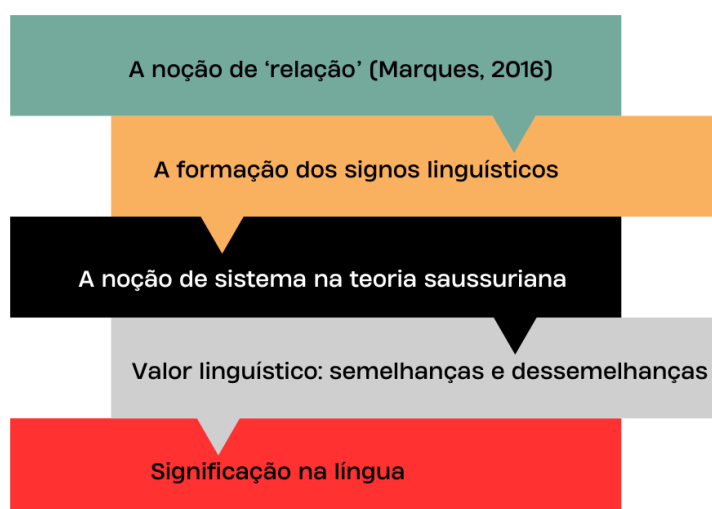 A noção de ‘relação’ (Marques, 2016)
A formação dos signos linguísticos
A noção de sistema na teoria saussuriana
Valor linguístico: semelhanças e dessemelhanças
Significação na língua